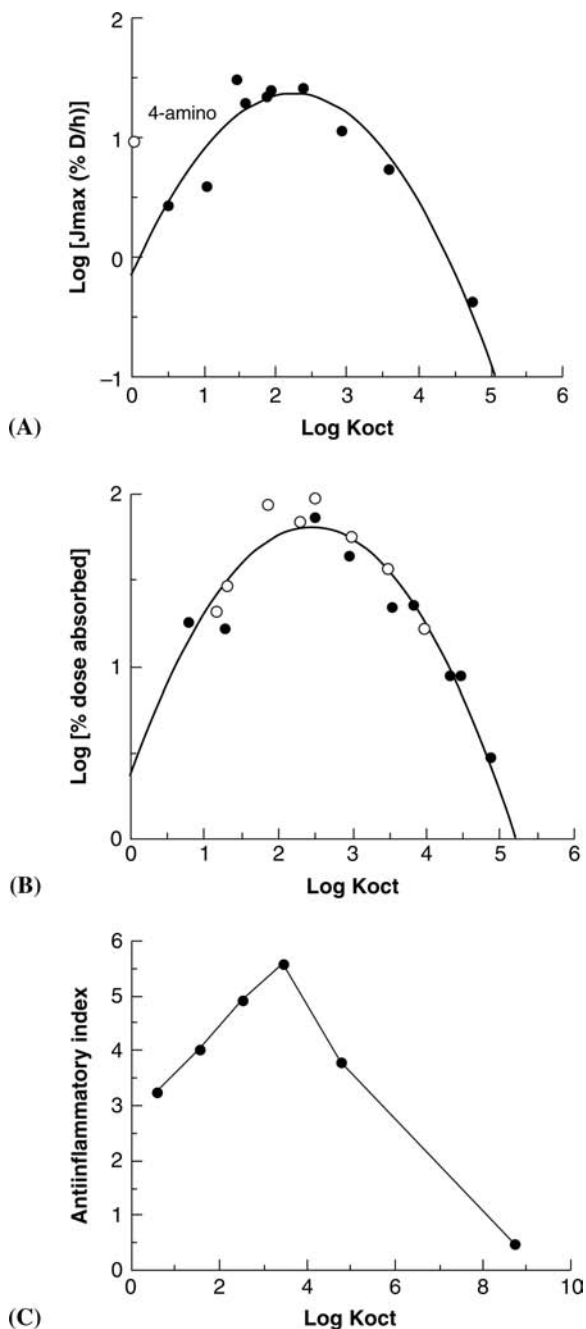 2
1
0
–1
Log [Jmax (% D/h)]
4-amino
0 1 2 3 4 5 6
(A) Log Koct
2
1
0
Log [% dose absorbed]
0 1 2 3 4 5 6
(B) Log Koct
6
5
4
3
2
1
0
Antiinflammatory index
0 2 4 6 8 10
(C) Log Koct